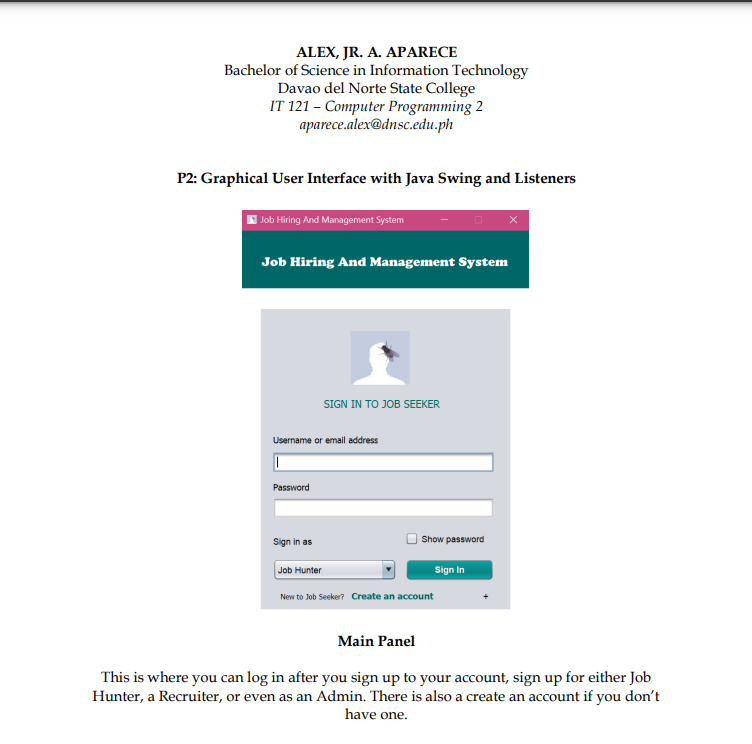 ALEX, JR. A. APARECE
Bachelor of Science in Information Technology
Davao del Norte State College
IT 121 – Computer Programming 2
aparece.alex@dnsc.edu.ph
P2: Graphical User Interface with Java Swing and Listeners
Job Hiring And Management System
Job Hiring And Management System
SIGN IN TO JOB SEEKER
Username or email address
Password
Sign in as
Show password
Job Hunter
Sign In
New to Job Seeker? Create an account +
Main Panel
This is where you can log in after you sign up to your account, sign up for either Job
Hunter, a Recruiter, or even as an Admin. There is also a create an account if you don’t
have one.